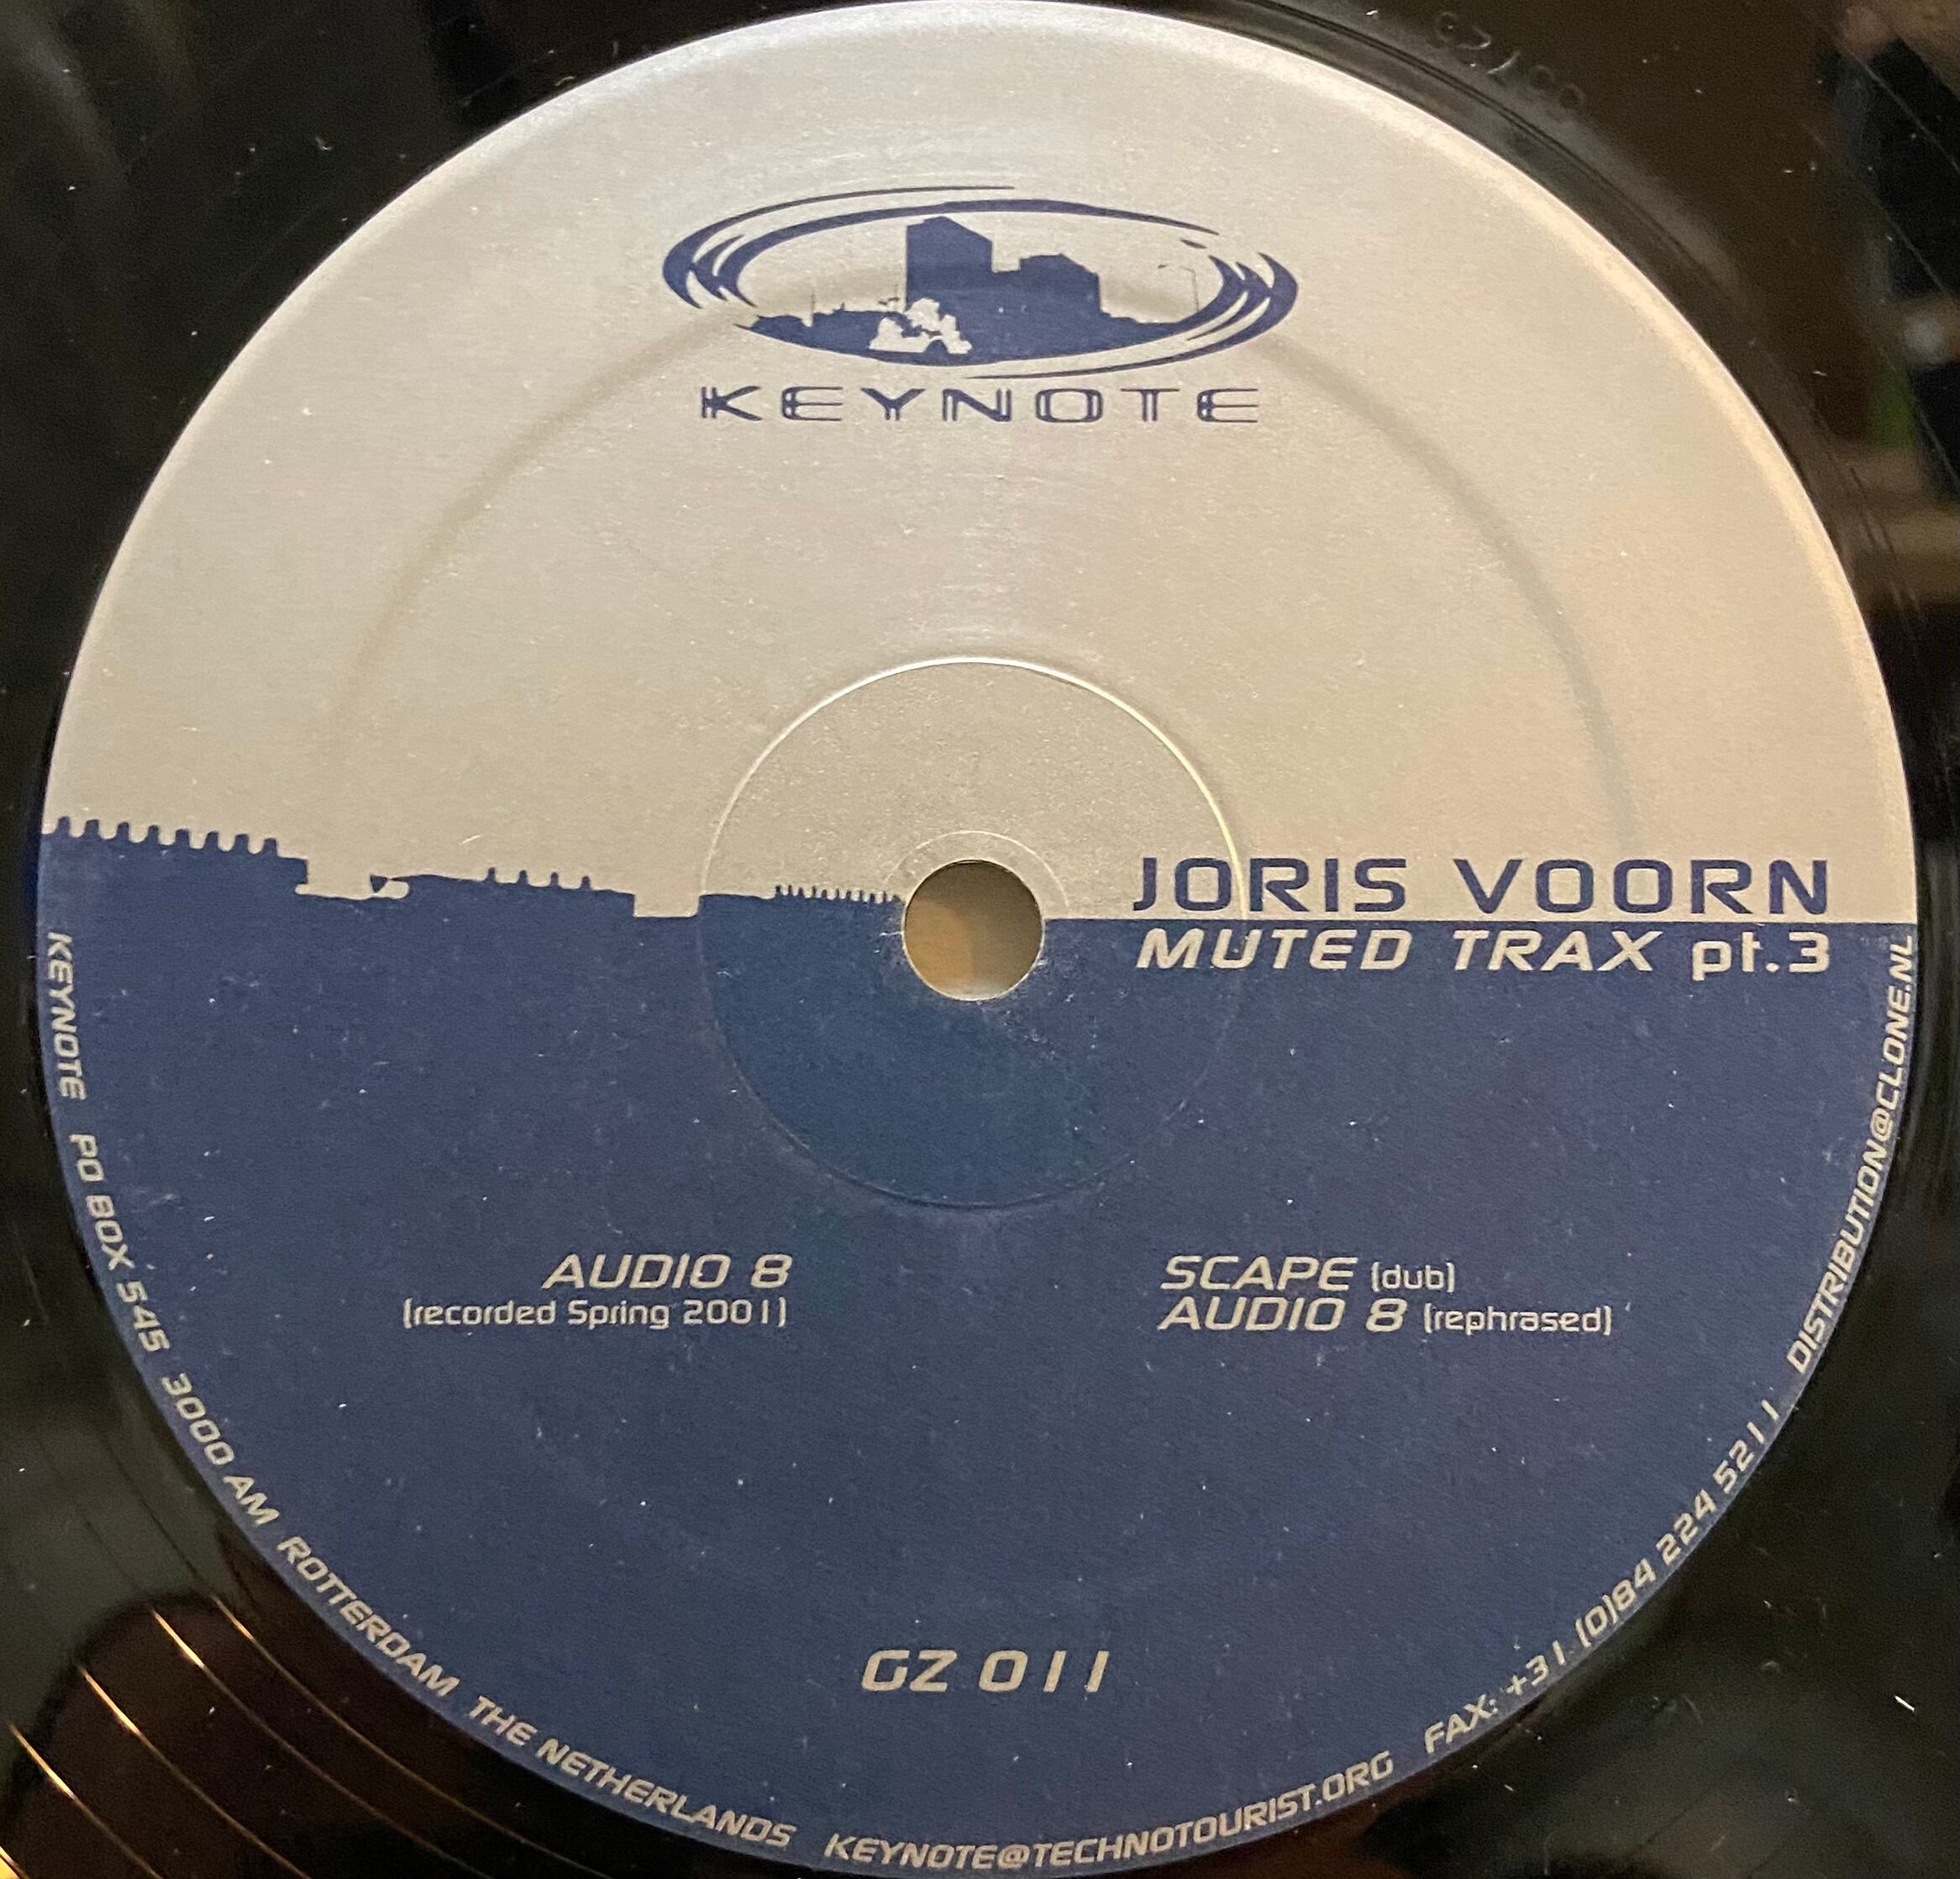 KEYNOTE
JORIS VOORN
MUTED TRAX pt.3
AUDIO 8
(recorded Spring 2001)
SCAPE (dub)
AUDIO 8 (rephrased)
GZ 011
KEYNOTE PO BOX 545 3000 AM ROTTERDAM THE NETHERLANDS KEYNOTE@TECHNOTOURIST.ORG FAX: +31 (0)84 224 5211 DISTRIBUTION@CLONE.NL